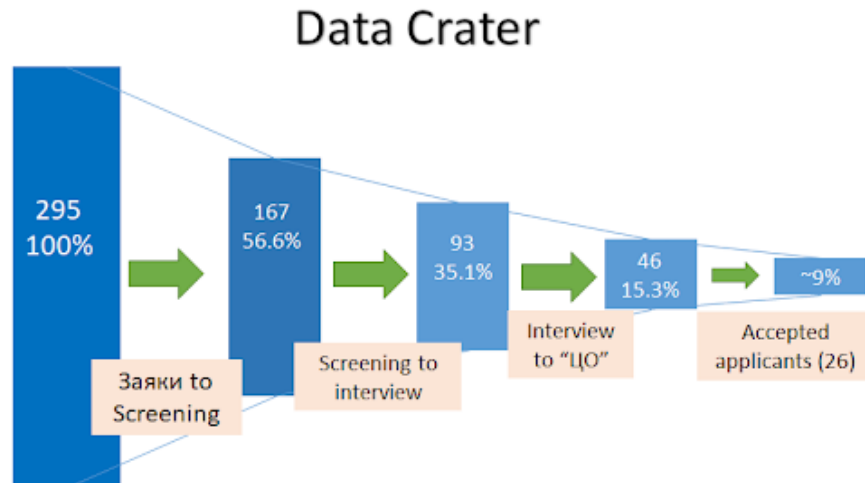 Data Crater
295
100%
167
56.6%
93
35.1%
46
15.3%
~9%
Заяки to
Screening
Screening to
interview
Interview
to “ЦО”
Accepted
applicants (26)